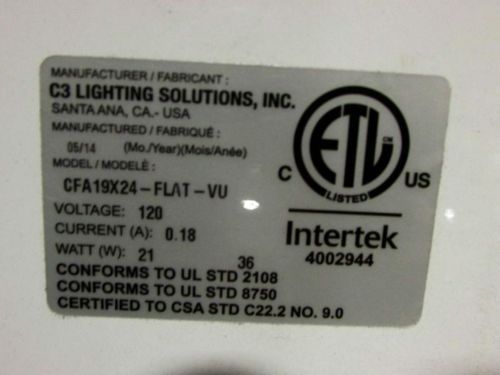 MANUFACTURER / FABRICANT :
C3 LIGHTING SOLUTIONS, INC.
SANTA ANA, CA.- USA
MANUFACTURED / FABRIQUÉ :
05/14 (Mo./Year)(Mois/Anée)
MODEL / MODELÉ :
CFA19X24-FLAT-VU
VOLTAGE: 120
CURRENT (A): 0.18
WATT (W): 21 36
CONFORMS TO UL STD 2108
CONFORMS TO UL STD 8750
CERTIFIED TO CSA STD C22.2 NO. 9.0
ETL CM
C LISTED US
Intertek
4002944